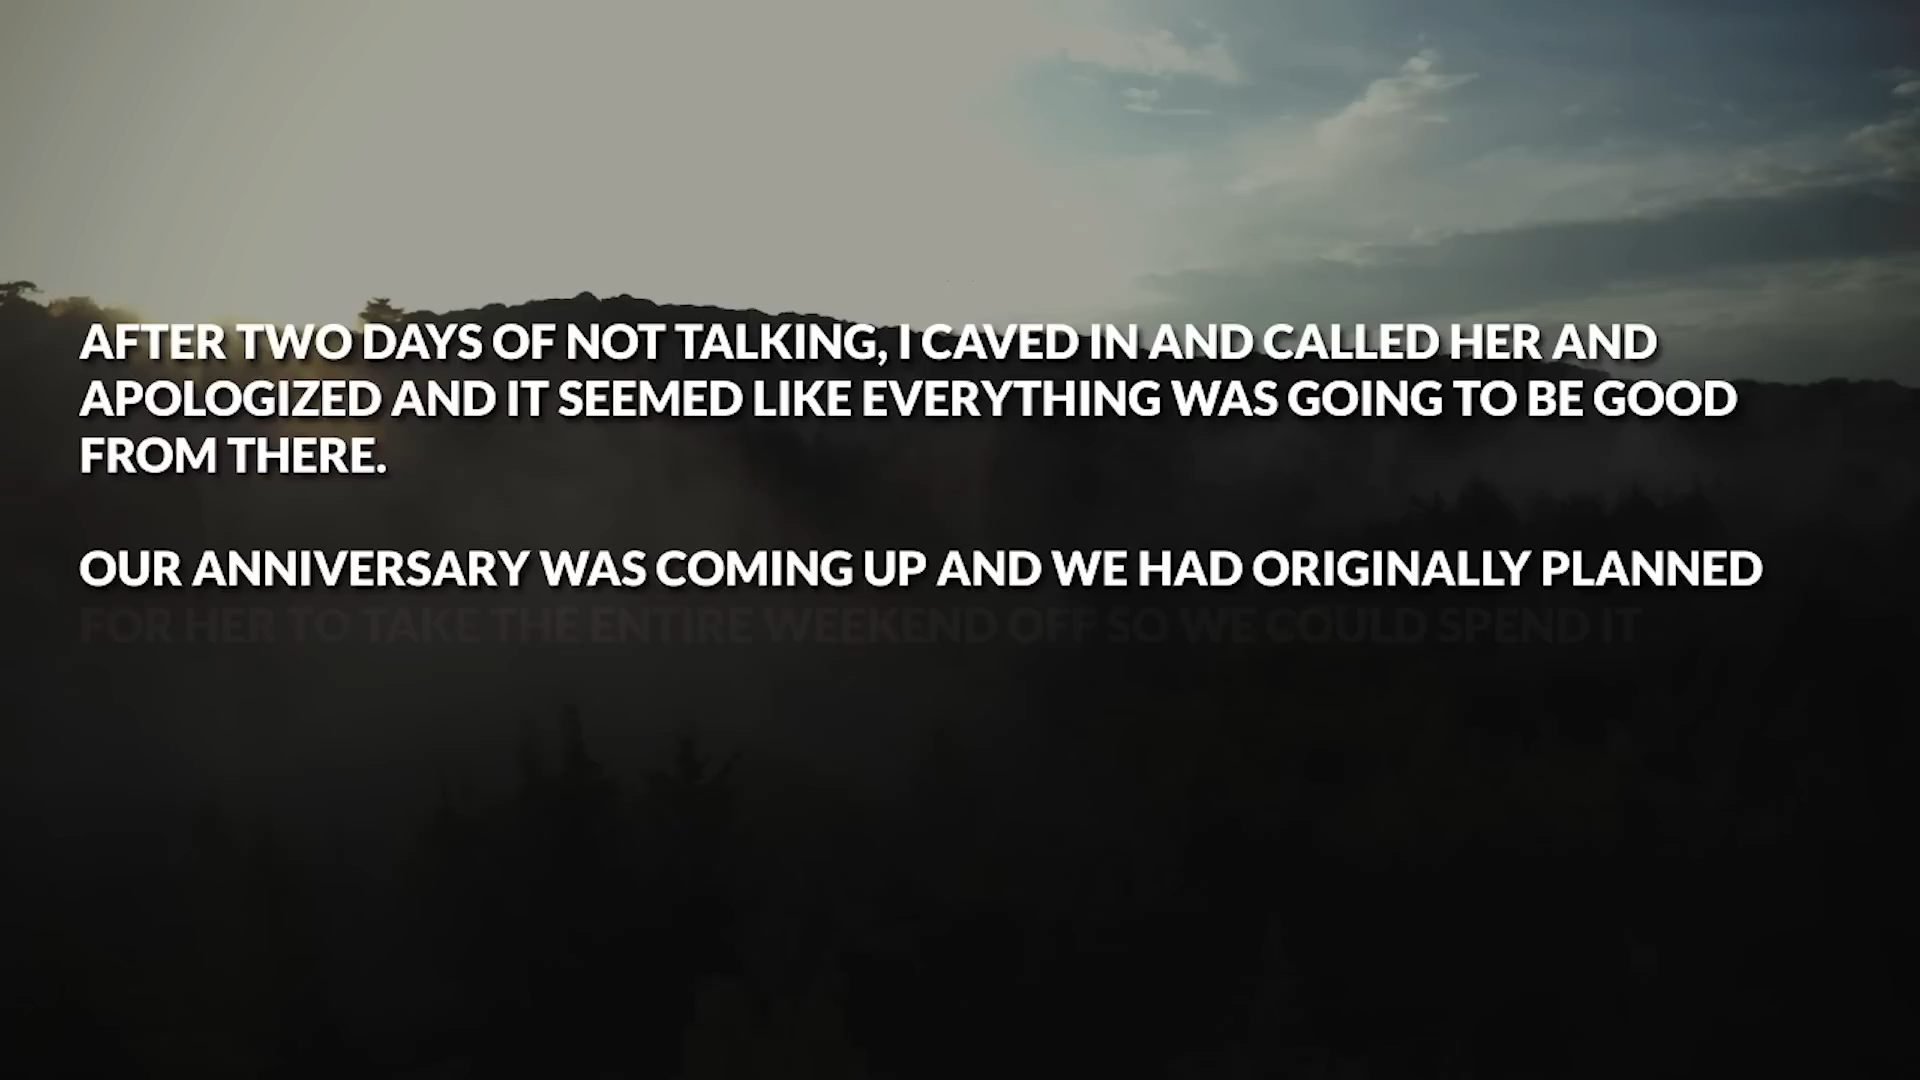 AFTER TWO DAYS OF NOT TALKING, I CAVED IN AND CALLED HER AND
APOLOGIZED AND IT SEEMED LIKE EVERYTHING WAS GOING TO BE GOOD
FROM THERE.
OUR ANNIVERSARY WAS COMING UP AND WE HAD ORIGINALLY PLANNED
FOR HER TO TAKE THE ENTIRE WEEKEND OFF SO WE COULD SPEND IT